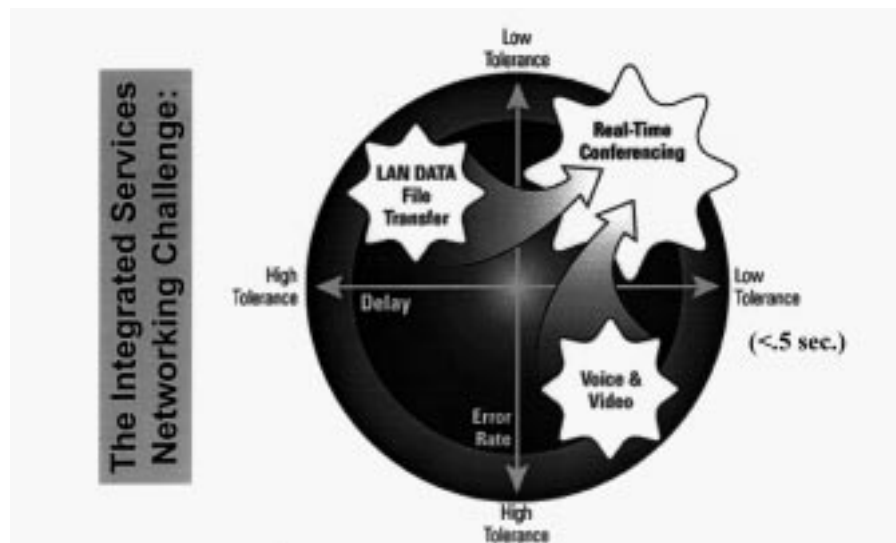 The Integrated Services
Networking Challenge:
Low
Tolerance
Real-Time
Conferencing
LAN DATA
File
Transfer
High
Tolerance
Delay
Low
Tolerance
(<.5 sec.)
Voice &
Video
Error
Rate
High
Tolerance